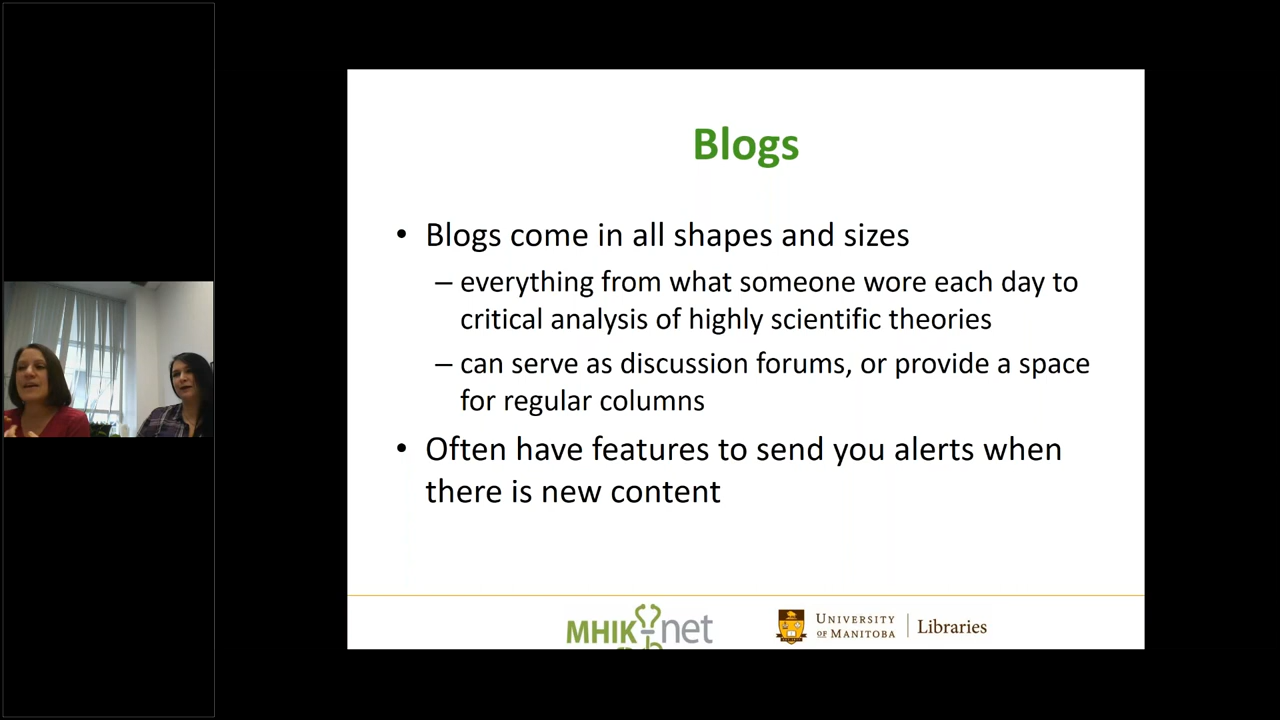 Blogs
• Blogs come in all shapes and sizes
– everything from what someone wore each day to
critical analysis of highly scientific theories
– can serve as discussion forums, or provide a space
for regular columns
• Often have features to send you alerts when
there is new content
MHIK-net
UNIVERSITY
OF MANITOBA
Libraries